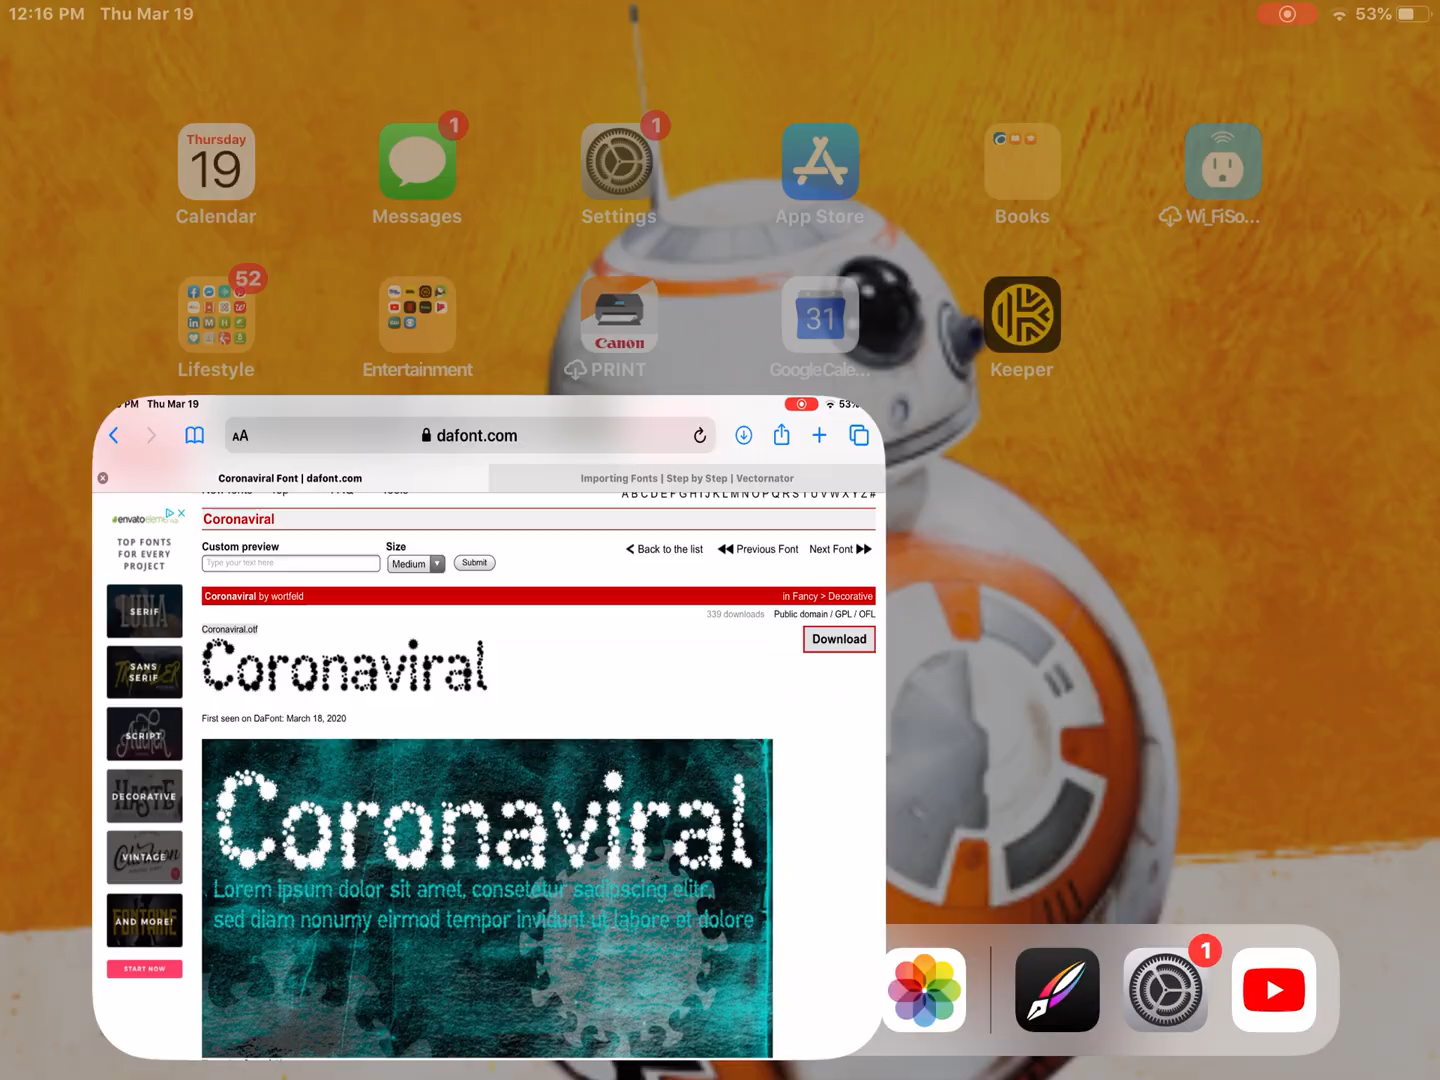 12:16 PM Thu Mar 19
53%
Thursday
19
1
1
Calendar
Messages
Settings
App Store
Books
Wi_FiSo...
52
Canon
31
Lifestyle
Entertainment
PRINT
GoogleCale...
Keeper
PM Thu Mar 19
53%
AA
dafont.com
Coronaviral Font | dafont.com
Importing Fonts | Step by Step | Vectornator
A B C D E F G H I J K L M N O P Q R S T U V W X Y Z #
Coronaviral
envato elements
TOP FONTS
FOR EVERY
PROJECT
Custom preview
Size
Type your text here
Medium
Submit
Back to the list
Previous Font
Next Font
SERIF
LUNA
Coronaviral by wortfeld
in Fancy > Decorative
339 downloads
Public domain / GPL / OFL
Coronaviral.otf
Download
Coronaviral
SANS
SERIF
First seen on DaFont: March 18, 2020
SCRIPT
DECORATIVE
HASTE
VINTAGE
AND MORE!
FONTAINE
START NOW
Coronaviral
Lorem ipsum dolor sit amet, consetetur sadipscing elitr,
sed diam nonumy eirmod tempor invidunt ut labore et dolore
1